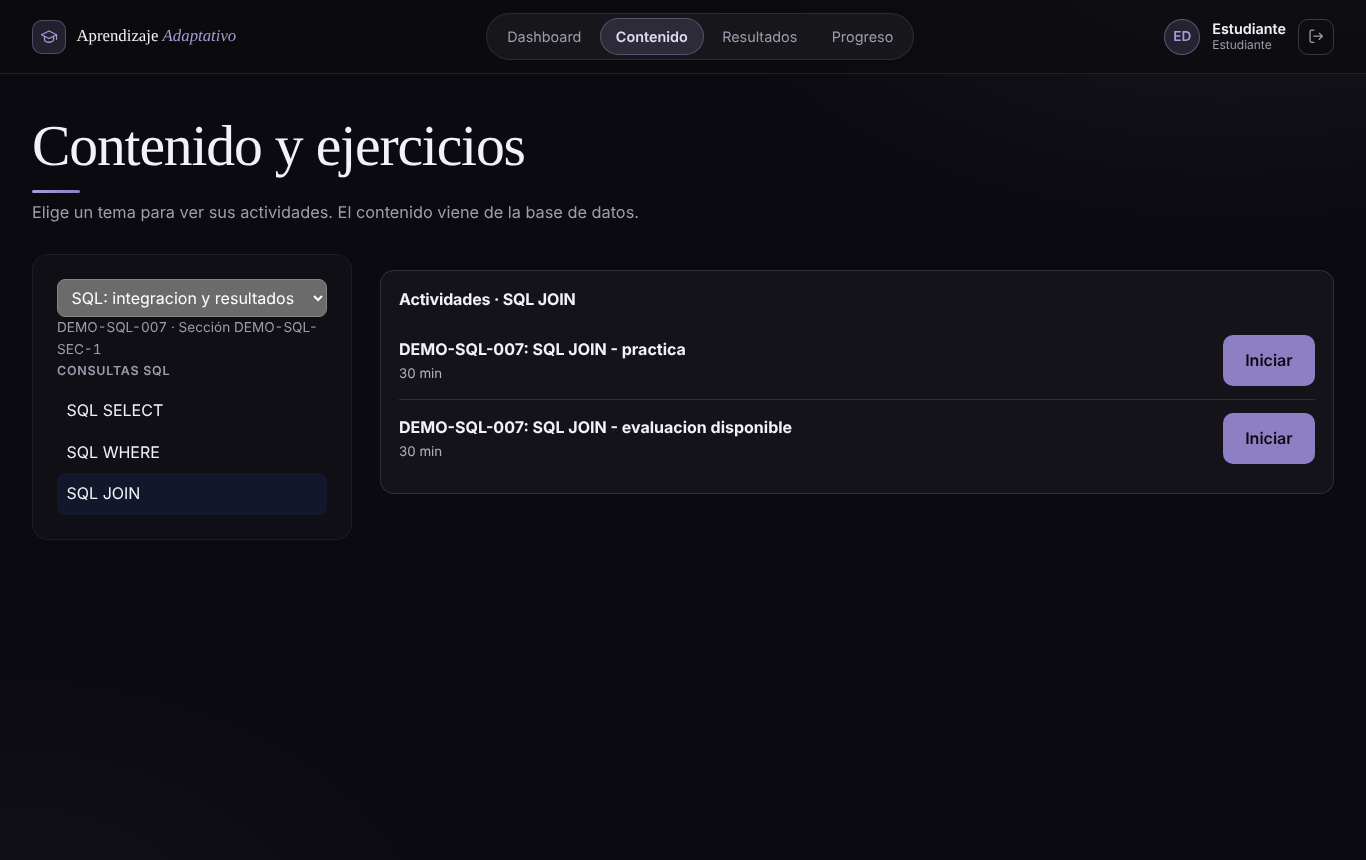 Aprendizaje Adaptativo
Dashboard
Contenido
Resultados
Progreso
ED
Estudiante
Estudiante
Contenido y ejercicios
Elige un tema para ver sus actividades. El contenido viene de la base de datos.
SQL: integracion y resultados
DEMO-SQL-007 · Sección DEMO-SQL-
SEC-1
CONSULTAS SQL
SQL SELECT
SQL WHERE
SQL JOIN
Actividades · SQL JOIN
DEMO-SQL-007: SQL JOIN - practica
30 min
Iniciar
DEMO-SQL-007: SQL JOIN - evaluacion disponible
30 min
Iniciar